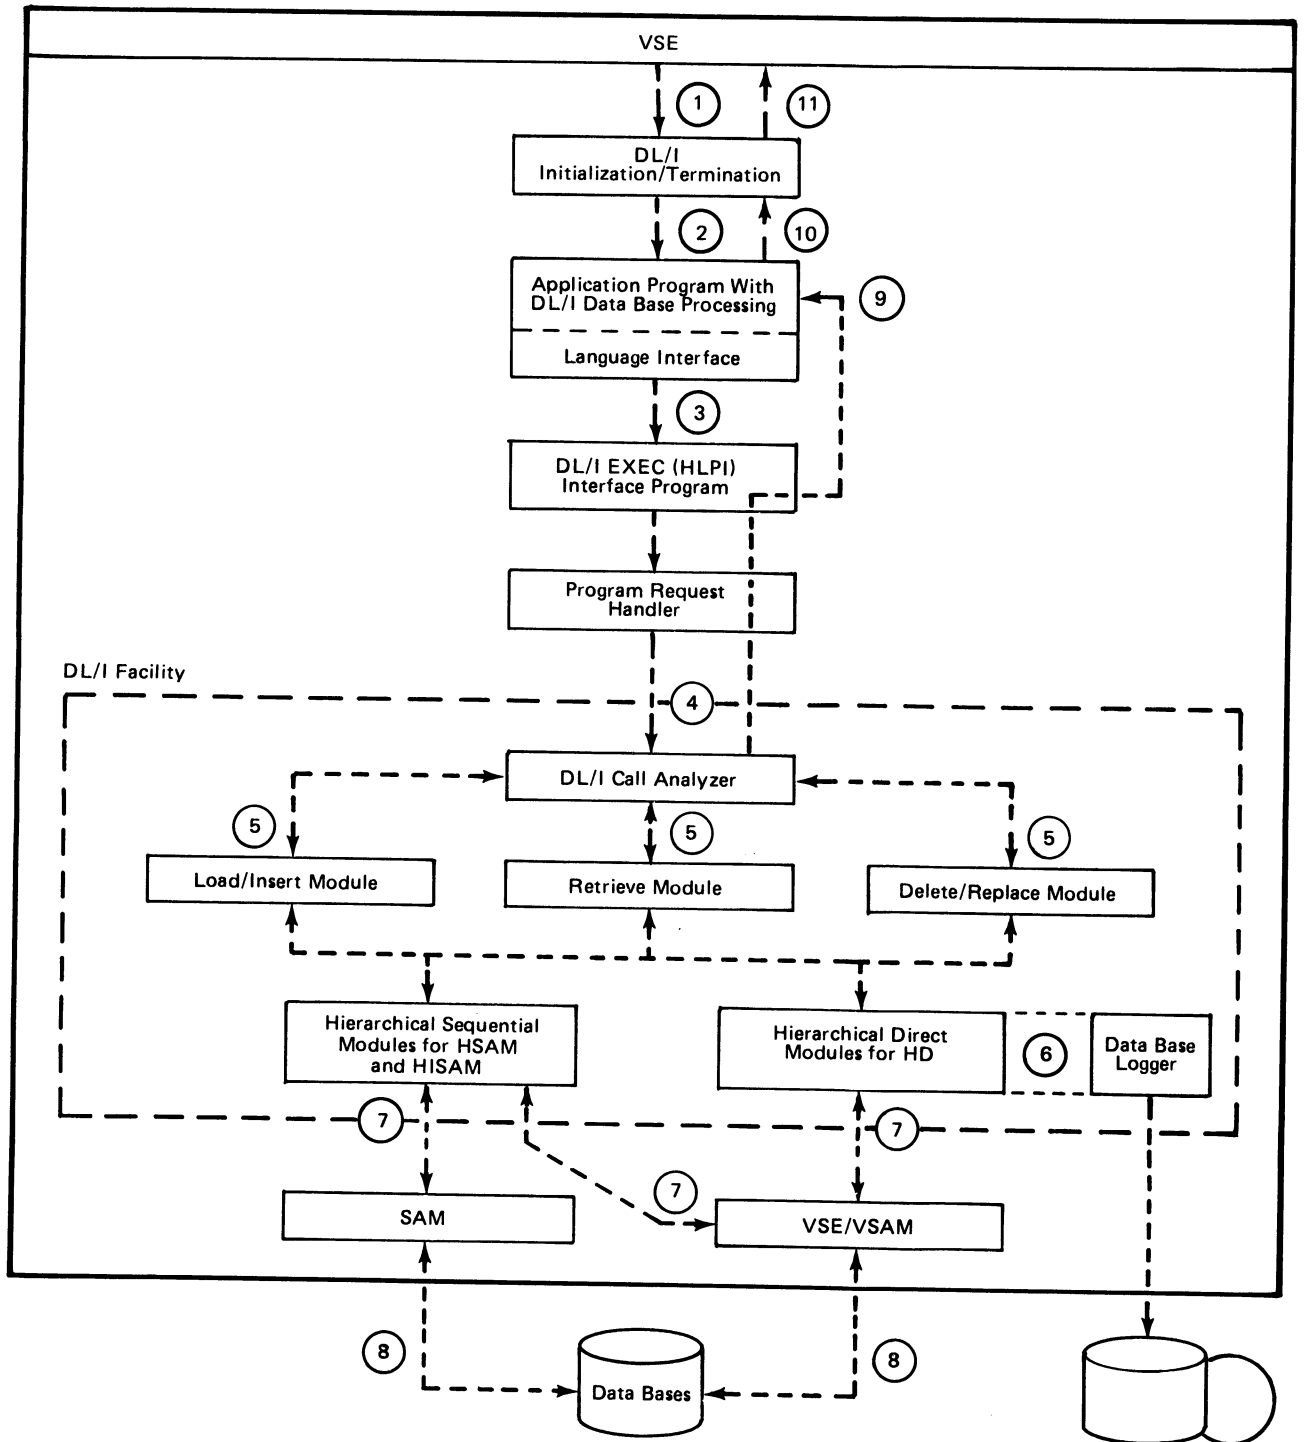 VSE
1
11
DL/I
Initialization/Termination
2
10
Application Program With
DL/I Data Base Processing
9
Language Interface
3
DL/I EXEC (HLPI)
Interface Program
Program Request
Handler
DL/I Facility
4
DL/I Call Analyzer
5
5
5
Load/Insert Module
Retrieve Module
Delete/Replace Module
Hierarchical Sequential
Modules for HSAM
and HISAM
Hierarchical Direct
Modules for HD
6
Data Base
Logger
7
7
7
SAM
VSE/VSAM
8
8
Data Bases